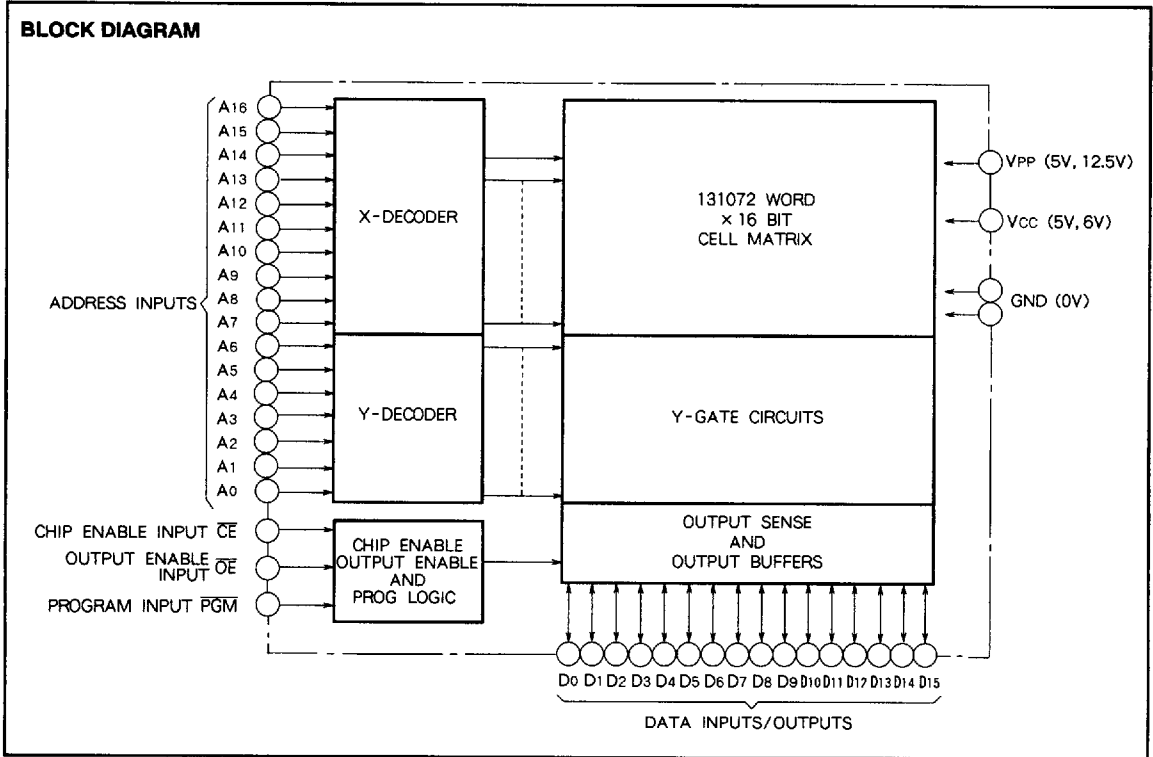 BLOCK DIAGRAM
A16
A15
A14
A13
A12
A11
A10
A9
A8
A7
A6
A5
A4
A3
A2
A1
A0
ADDRESS INPUTS
CHIP ENABLE INPUT C̅E̅
OUTPUT ENABLE
INPUT O̅E̅
PROGRAM INPUT P̅G̅M̅
X-DECODER
Y-DECODER
CHIP ENABLE
OUTPUT ENABLE
AND
PROG LOGIC
131072 WORD
× 16 BIT
CELL MATRIX
Y-GATE CIRCUITS
OUTPUT SENSE
AND
OUTPUT BUFFERS
VPP (5V, 12.5V)
VCC (5V, 6V)
GND (0V)
D0 D1 D2 D3 D4 D5 D6 D7 D8 D9 D10 D11 D12 D13 D14 D15
DATA INPUTS/OUTPUTS